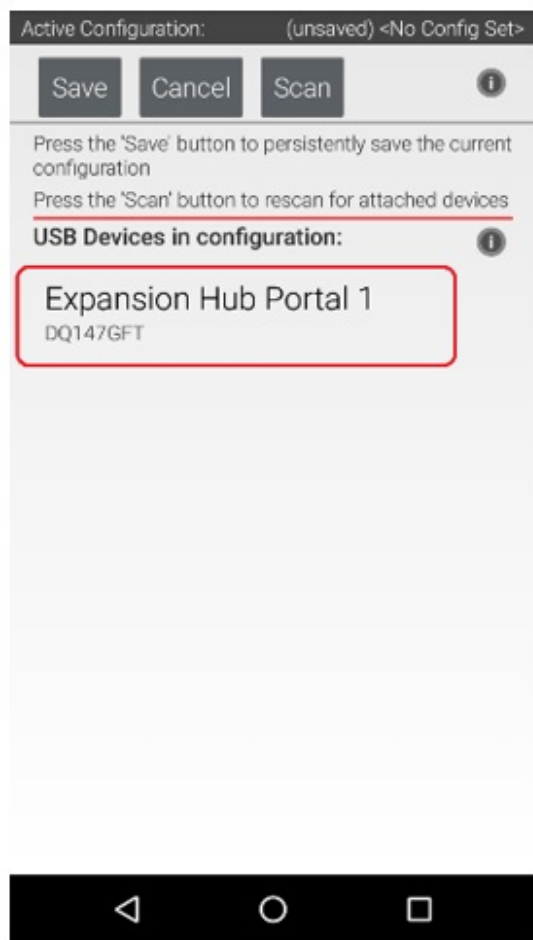 Active Configuration: (unsaved) <No Config Set>
Save Cancel Scan
Press the 'Save' button to persistently save the current
configuration
Press the 'Scan' button to rescan for attached devices
USB Devices in configuration:
Expansion Hub Portal 1
DQ147GFT